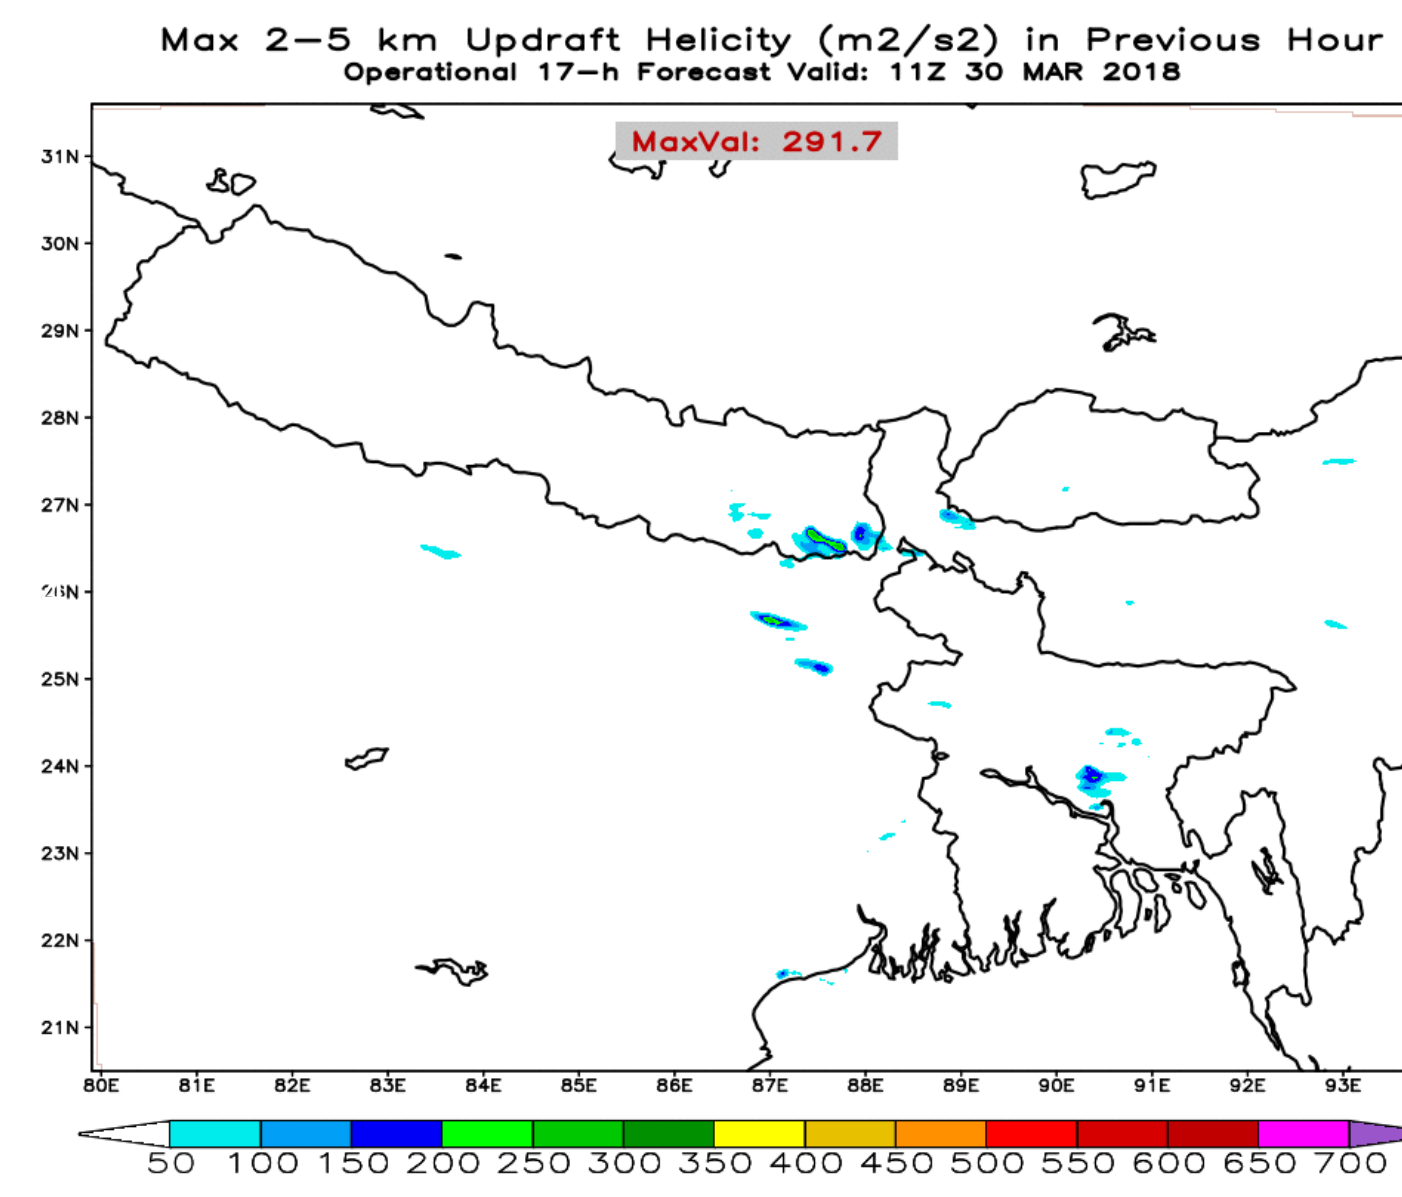 Max 2−5 km Updraft Helicity (m2/s2) in Previous Hour
Operational 17−h Forecast Valid: 11Z 30 MAR 2018
MaxVal: 291.7
31N
30N
29N
28N
27N
26N
25N
24N
23N
22N
21N
80E 81E 82E 83E 84E 85E 86E 87E 88E 89E 90E 91E 92E 93E
50 100 150 200 250 300 350 400 450 500 550 600 650 700